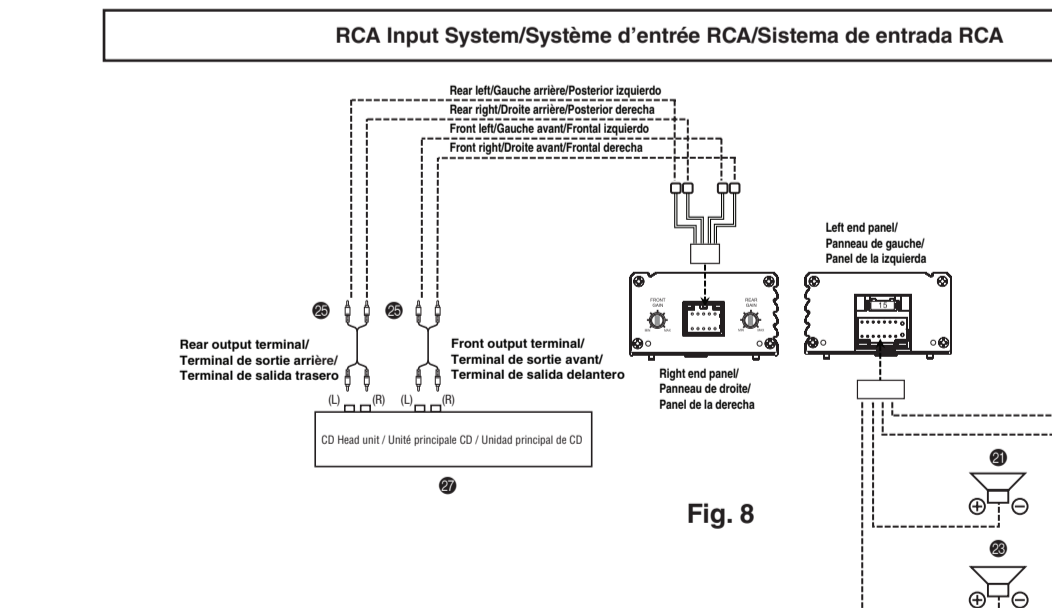 RCA Input System/Système d'entrée RCA/Sistema de entrada RCA
Rear left/Gauche arrière/Posterior izquierdo
Rear right/Droite arrière/Posterior derecha
Front left/Gauche avant/Frontal izquierdo
Front right/Droite avant/Frontal derecha
Left end panel/
Panneau de gauche/
Panel de la izquierda
FRONT
GAIN
MIN MAX
REAR
GAIN
MIN MAX
15
25
25
Rear output terminal/
Terminal de sortie arrière/
Terminal de salida trasero
Front output terminal/
Terminal de sortie avant/
Terminal de salida delantero
Right end panel/
Panneau de droite/
Panel de la derecha
(L) (R) (L) (R)
CD Head unit / Unité principale CD / Unidad principal de CD
27
Fig. 8
21
+ −
23
+ −